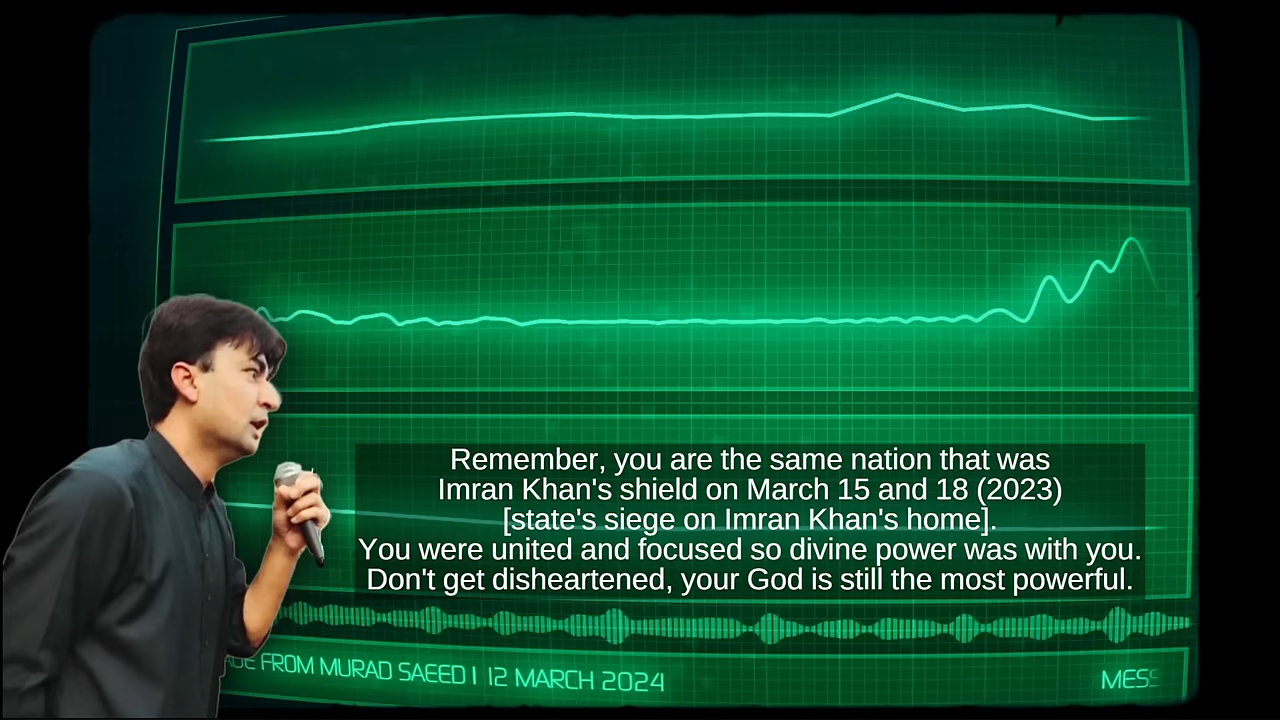 Remember, you are the same nation that was
Imran Khan's shield on March 15 and 18 (2023)
[state's siege on Imran Khan's home].
You were united and focused so divine power was with you.
Don't get disheartened, your God is still the most powerful.
FROM MURAD SAEED | 12 MARCH 2024